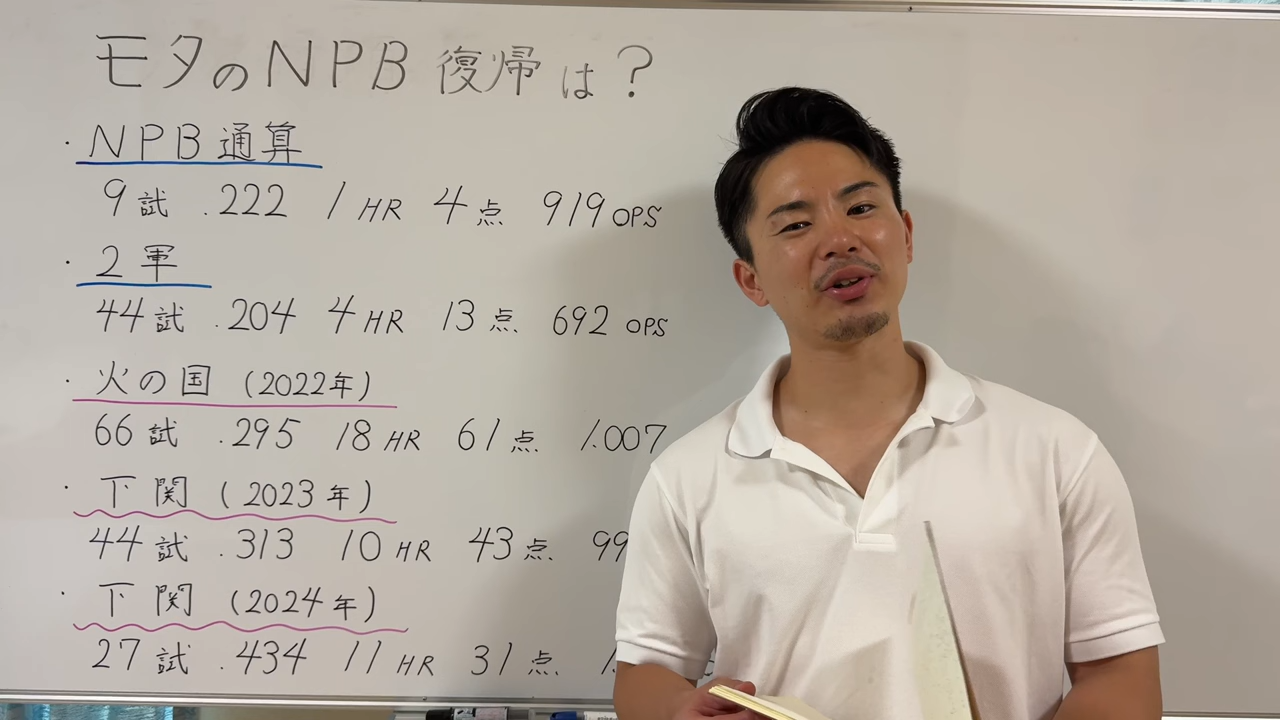 モタのNPB復帰は？
・NPB通算
9試 .222 1HR 4点 919OPS
・2軍
44試 .204 4HR 13点 692OPS
・火の国 (2022年)
66試 .295 18HR 61点 1.007
・下関 (2023年)
44試 .313 10HR 43点 99
・下関 (2024年)
27試 .434 11HR 31点 1.